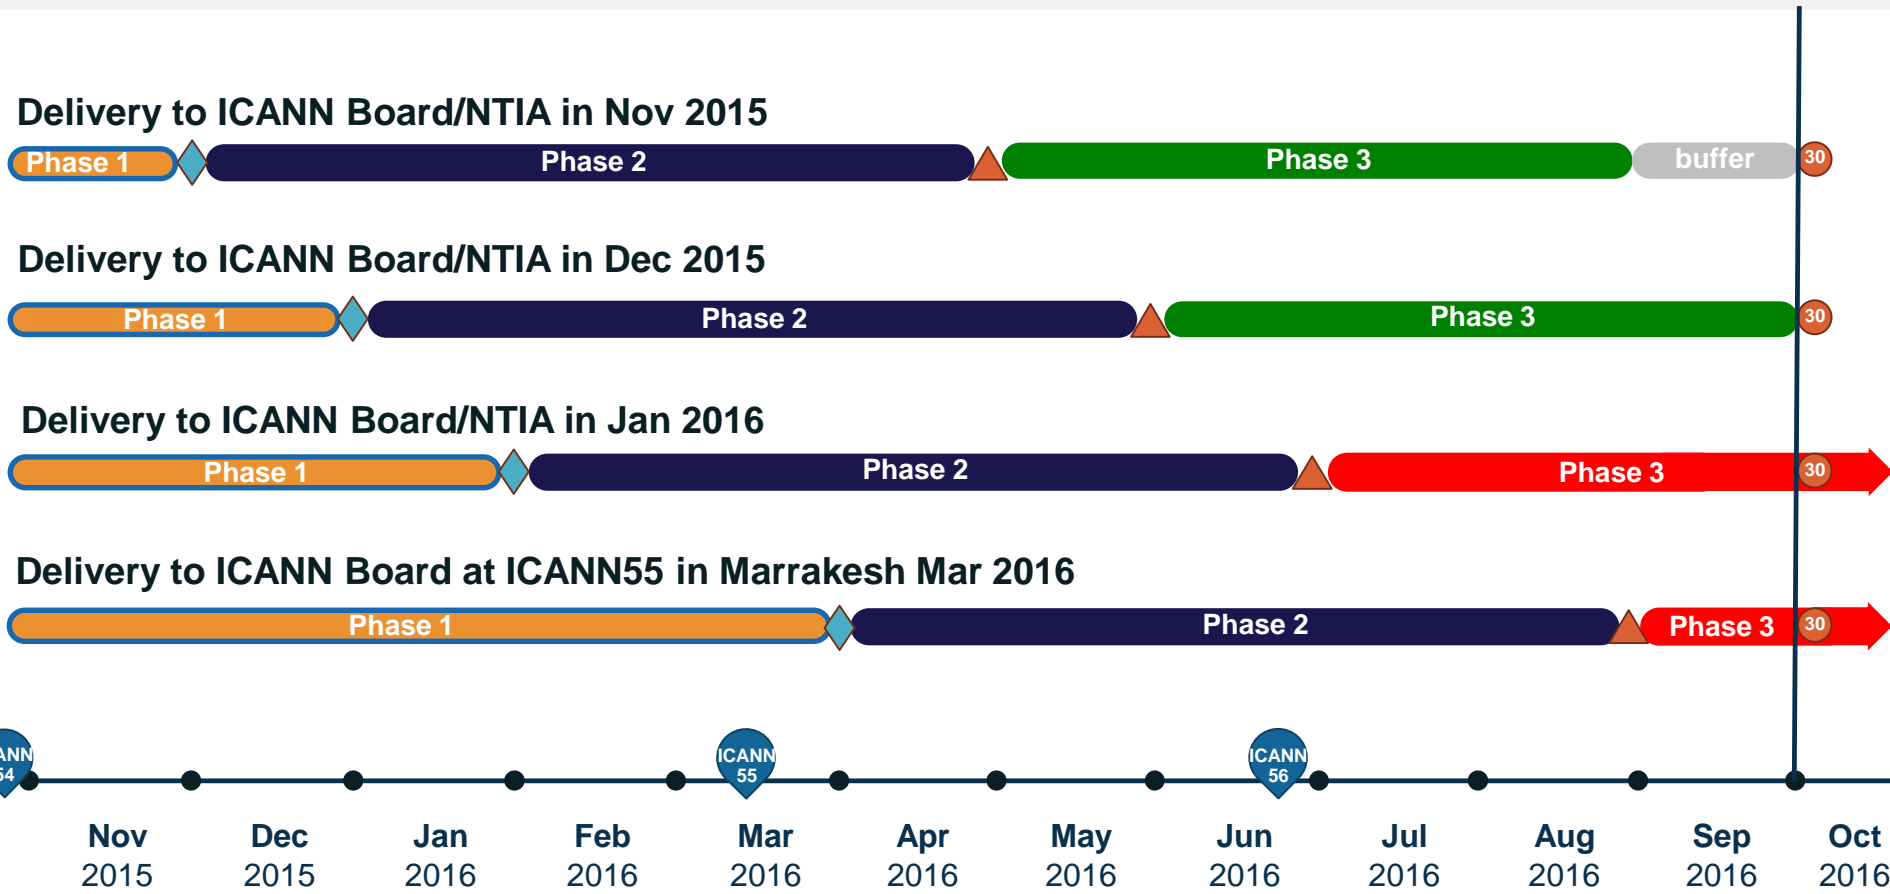 Delivery to ICANN Board/NTIA in Nov 2015
Phase 1 Phase 2 Phase 3 buffer 30
Delivery to ICANN Board/NTIA in Dec 2015
Phase 1 Phase 2 Phase 3 30
Delivery to ICANN Board/NTIA in Jan 2016
Phase 1 Phase 2 Phase 3 30
Delivery to ICANN Board at ICANN55 in Marrakesh Mar 2016
Phase 1 Phase 2 Phase 3 30
ANN ICANN ICANN
54 55 56
Nov Dec Jan Feb Mar Apr May Jun Jul Aug Sep Oct
2015 2015 2016 2016 2016 2016 2016 2016 2016 2016 2016 2016